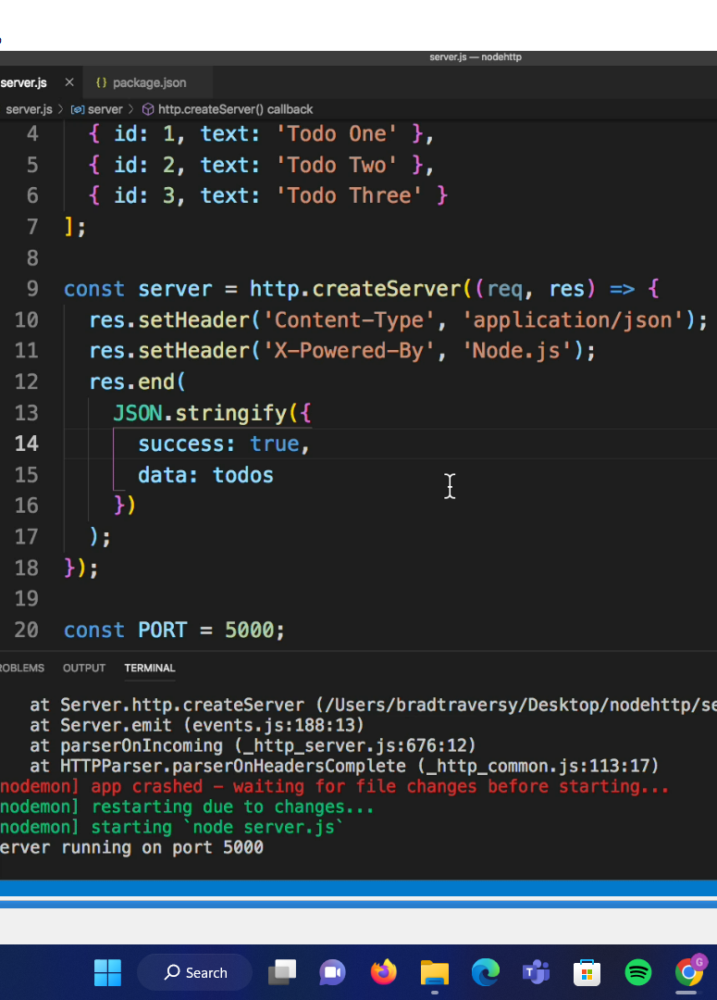 server.js — nodehttp
server.js × {} package.json
server.js > server > http.createServer() callback
4 { id: 1, text: 'Todo One' },
5 { id: 2, text: 'Todo Two' },
6 { id: 3, text: 'Todo Three' }
7 ];
8
9 const server = http.createServer((req, res) => {
10 res.setHeader('Content-Type', 'application/json');
11 res.setHeader('X-Powered-By', 'Node.js');
12 res.end(
13 JSON.stringify({
14 success: true,
15 data: todos
16 })
17 );
18 });
19
20 const PORT = 5000;
ROBLEMS OUTPUT TERMINAL
at Server.http.createServer (/Users/bradtraversy/Desktop/nodehttp/se
at Server.emit (events.js:188:13)
at parserOnIncoming (_http_server.js:676:12)
at HTTPParser.parserOnHeadersComplete (_http_common.js:113:17)
nodemon] app crashed – waiting for file changes before starting...
nodemon] restarting due to changes...
nodemon] starting `node server.js`
erver running on port 5000
Search
G